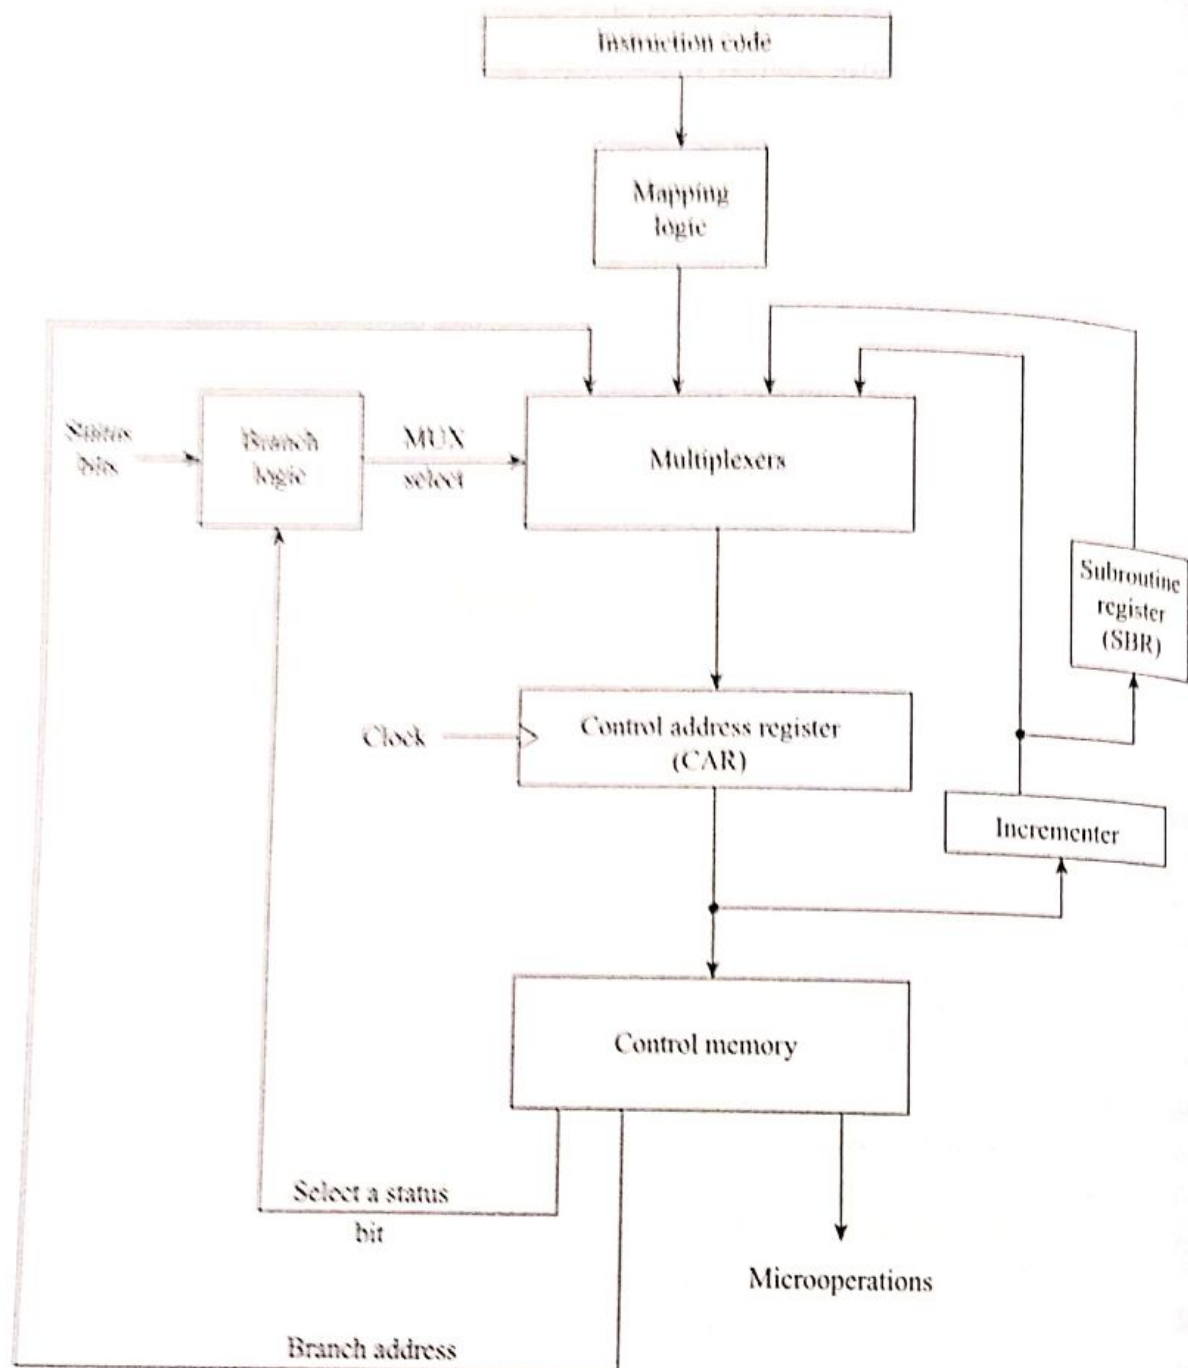 Instruction code
Mapping
logic
Status
bits
Branch
logic
MUX
select
Multiplexers
Subroutine
register
(SBR)
Clock
Control address register
(CAR)
Incrementer
Control memory
Select a status
bit
Microoperations
Branch address